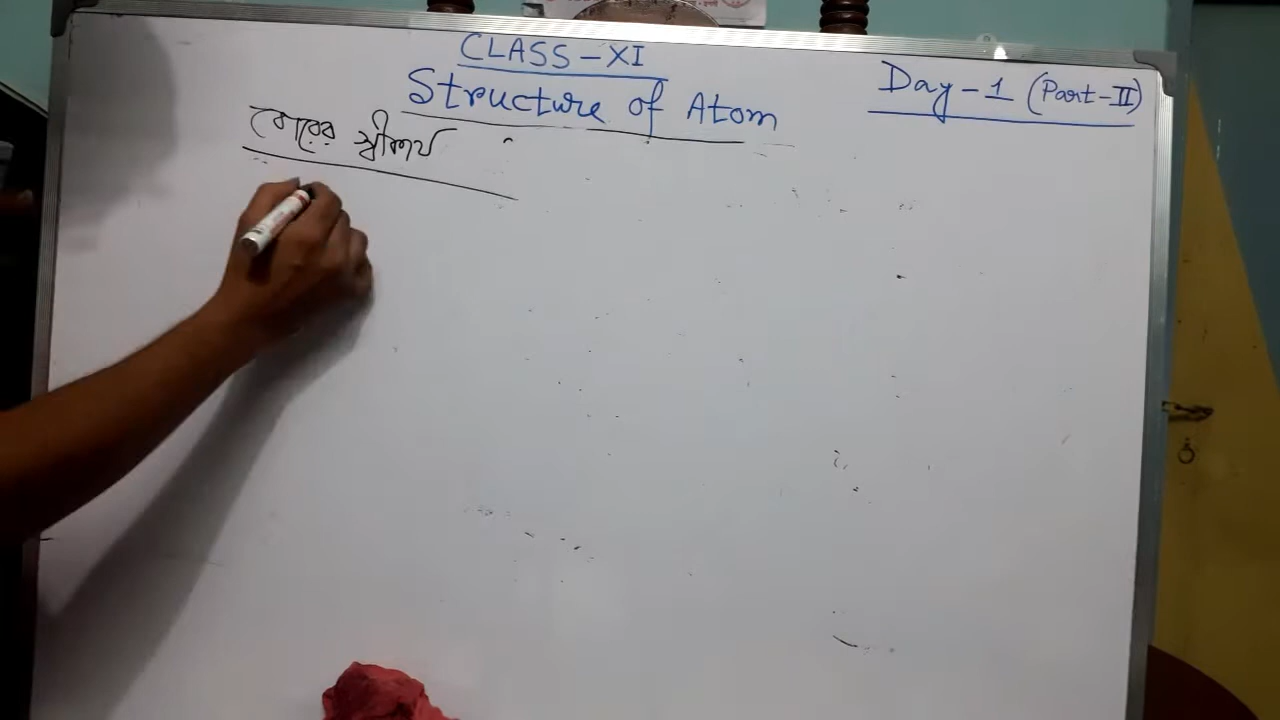 CLASS-XI
Structure of Atom
Day-1 (Part-II)
বোরের স্বীকার্য